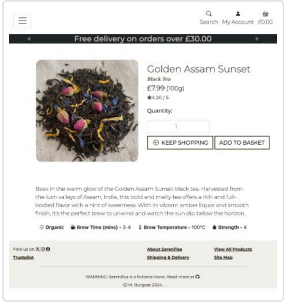 Search My Account £0.00
Free delivery on orders over £30.00
Golden Assam Sunset
Black Tea
£7.99 (100g)
★4.00 / 5
Quantity:
1
KEEP SHOPPING
ADD TO BASKET
Bask in the warm glow of the Golden Assam Sunset black tea. Harvested from
the lush valleys of Assam, India, this bold and malty tea offers a rich and full-
bodied flavor with a hint of sweetness. With its vibrant amber liquor and smooth
finish, it's the perfect brew to unwind and watch the sun dip below the horizon.
Organic Brew Time (mins) - 3-4 Brew Temperature - 100°C Strength - 4
Find us on
Trustpilot
About SereniTea
Shipping & Delivery
View All Products
Site Map
WARNING: SereniTea is a fictional store. Read more at
© M. Burgess 2024.